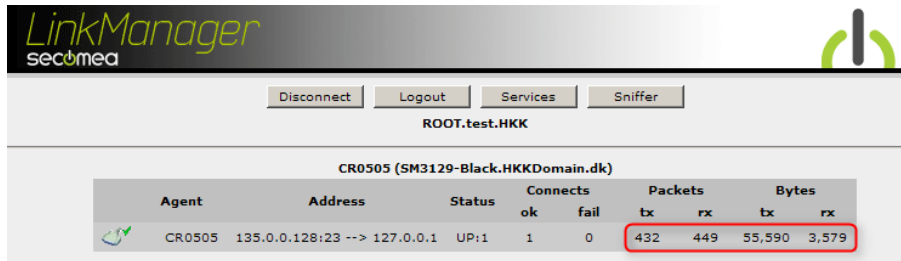 LinkManager
secomea
Disconnect Logout Services Sniffer
ROOT.test.HKK
CR0505 (SM3129-Black.HKKDomain.dk)
Agent Address Status Connects Packets Bytes
ok fail tx rx tx rx
CR0505 135.0.0.128:23 --> 127.0.0.1 UP:1 1 0 432 449 55,590 3,579